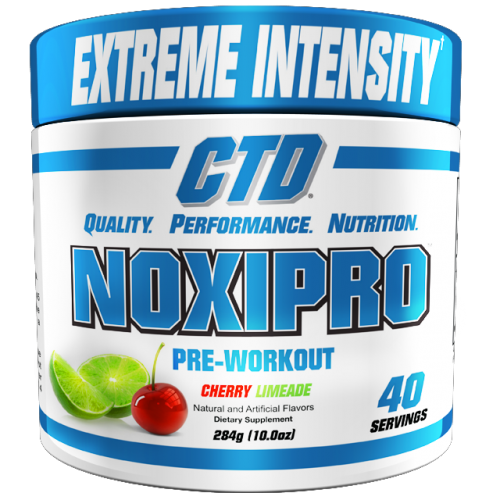 EXTREME INTENSITY†
CTD®
QUALITY. PERFORMANCE. NUTRITION.
NOXIPRO
PRE-WORKOUT
CHERRY LIMEADE
Natural and Artificial Flavors
Dietary Supplement
284g (10.0oz)
40
SERVINGS